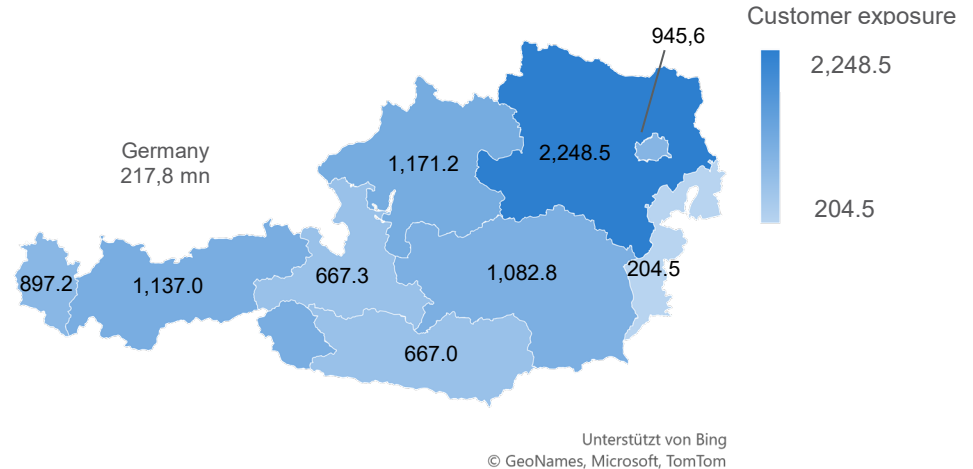 Customer exposure
945,6
2,248.5
Germany
217,8 mn
1,171.2
2,248.5
204.5
897.2
1,137.0
667.3
1,082.8
204.5
667.0
Unterstützt von Bing
© GeoNames, Microsoft, TomTom